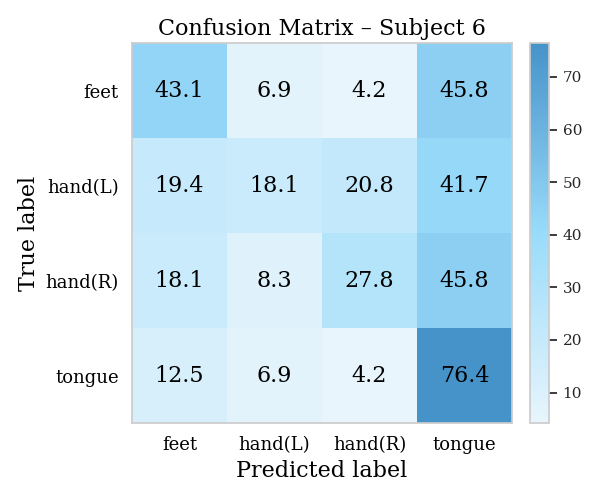 Confusion Matrix – Subject 6
True label
feet 43.1 6.9 4.2 45.8
hand(L) 19.4 18.1 20.8 41.7
hand(R) 18.1 8.3 27.8 45.8
tongue 12.5 6.9 4.2 76.4
feet hand(L) hand(R) tongue
Predicted label
70
60
50
40
30
20
10